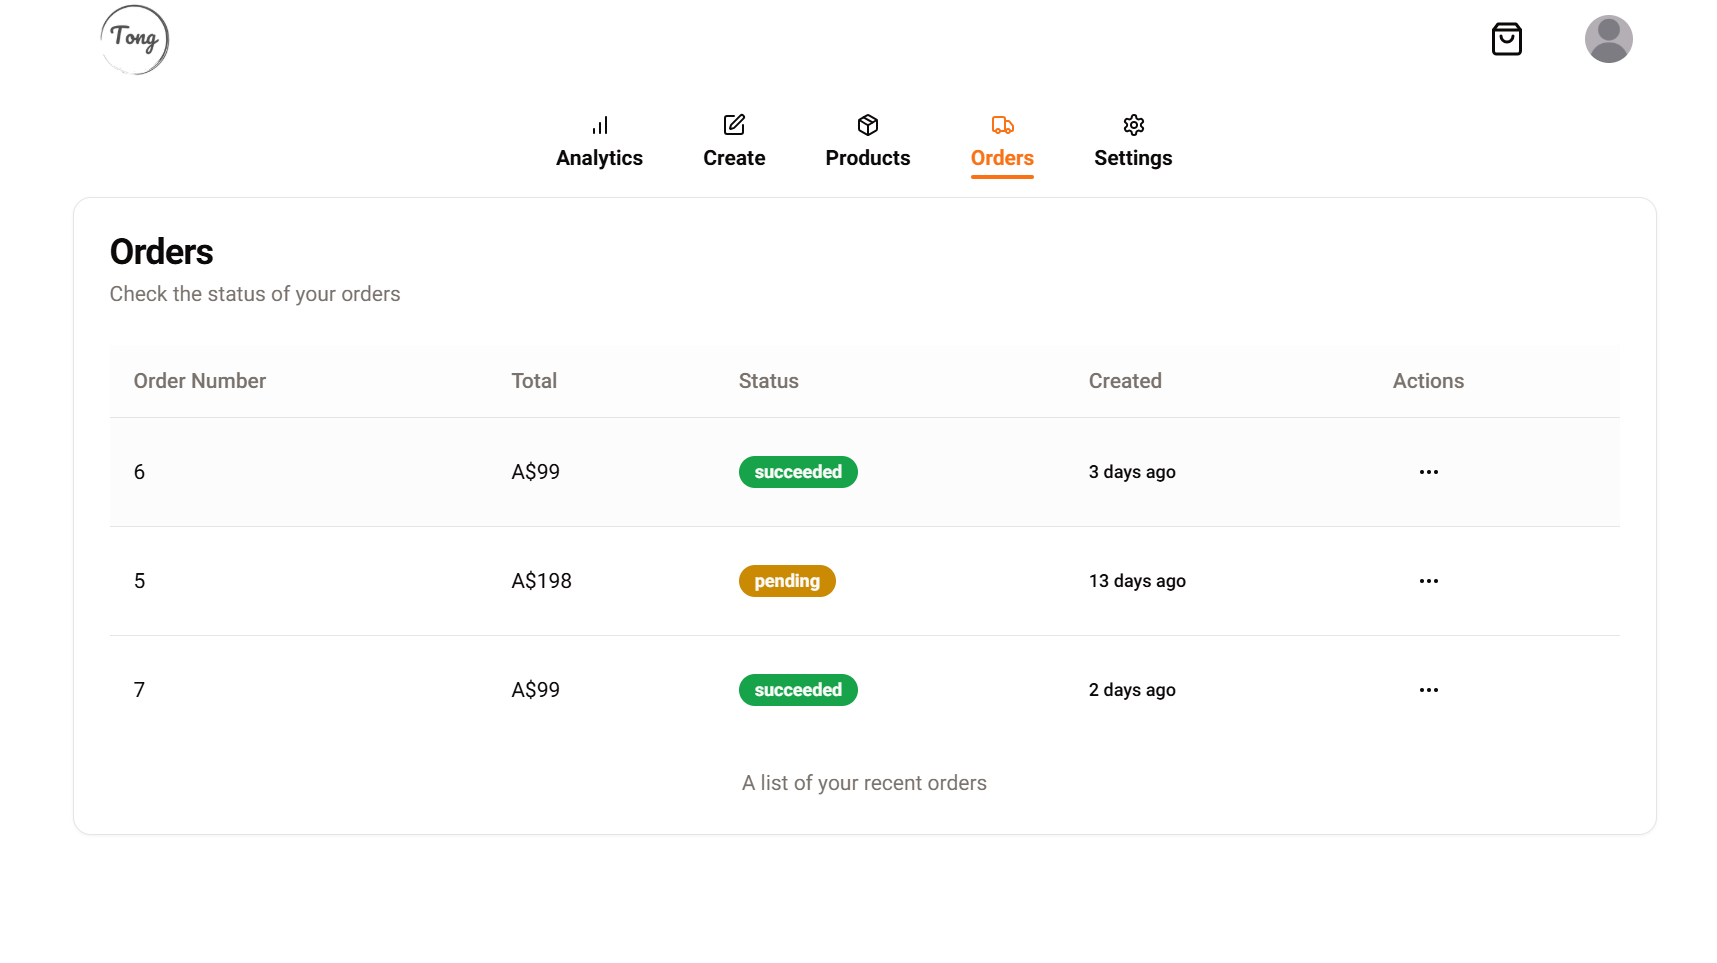 Tong
Analytics Create Products Orders Settings
Orders
Check the status of your orders
Order Number Total Status Created Actions
6 A$99 succeeded 3 days ago
5 A$198 pending 13 days ago
7 A$99 succeeded 2 days ago
A list of your recent orders